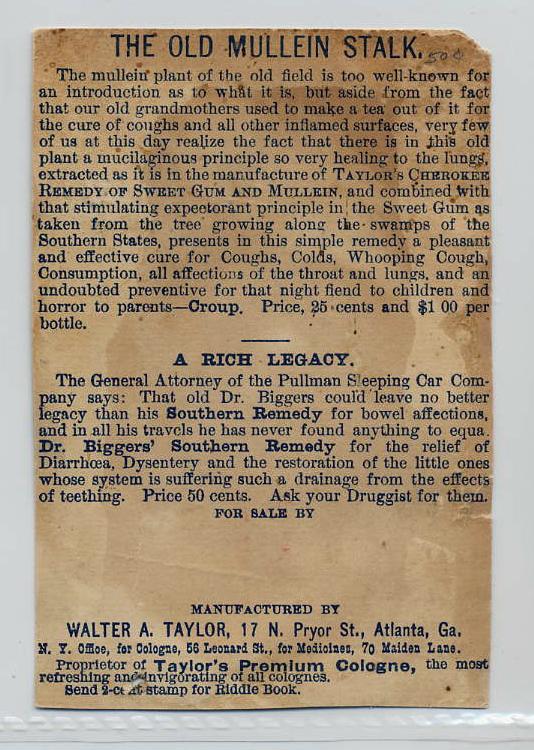 THE OLD MULLEIN STALK. 50¢
The mullein plant of the old field is too well-known for
an introduction as to what it is, but aside from the fact
that our old grandmothers used to make a tea out of it for
the cure of coughs and all other inflamed surfaces, very few
of us at this day realize the fact that there is in this old
plant a mucilaginous principle so very healing to the lungs,
extracted as it is in the manufacture of TAYLOR'S CHEROKEE
REMEDY OF SWEET GUM AND MULLEIN, and combined with
that stimulating expectorant principle in the Sweet Gum as
taken from the tree growing along the swamps of the
Southern States, presents in this simple remedy a pleasant
and effective cure for Coughs, Colds, Whooping Cough,
Consumption, all affections of the throat and lungs, and an
undoubted preventive for that night fiend to children and
horror to parents—Croup. Price, 25 cents and $1 00 per
bottle.
A RICH LEGACY.
The General Attorney of the Pullman Sleeping Car Com-
pany says: That old Dr. Biggers could leave no better
legacy than his Southern Remedy for bowel affections,
and in all his travels he has never found anything to equa.
Dr. Biggers' Southern Remedy for the relief of
Diarrhœa, Dysentery and the restoration of the little ones
whose system is suffering such a drainage from the effects
of teething. Price 50 cents. Ask your Druggist for them.
FOR SALE BY
MANUFACTURED BY
WALTER A. TAYLOR, 17 N. Pryor St., Atlanta, Ga.
N. Y. Office, for Cologne, 56 Leonard St., for Medicines, 70 Maiden Lane.
Proprietor of Taylor's Premium Cologne, the most
refreshing and invigorating of all colognes.
Send 2-ct stamp for Riddle Book.